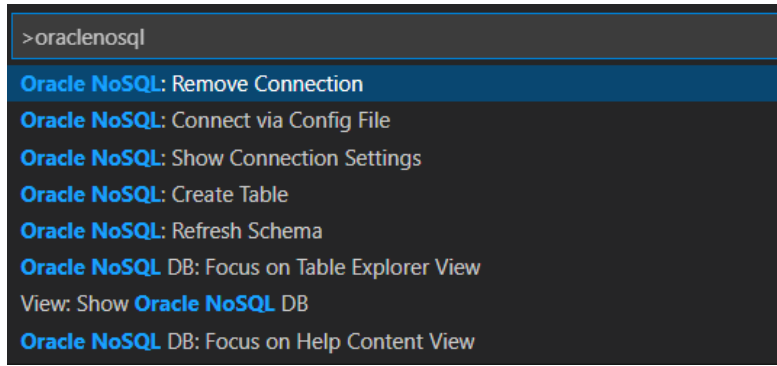 >oraclenosql
Oracle NoSQL: Remove Connection
Oracle NoSQL: Connect via Config File
Oracle NoSQL: Show Connection Settings
Oracle NoSQL: Create Table
Oracle NoSQL: Refresh Schema
Oracle NoSQL DB: Focus on Table Explorer View
View: Show Oracle NoSQL DB
Oracle NoSQL DB: Focus on Help Content View